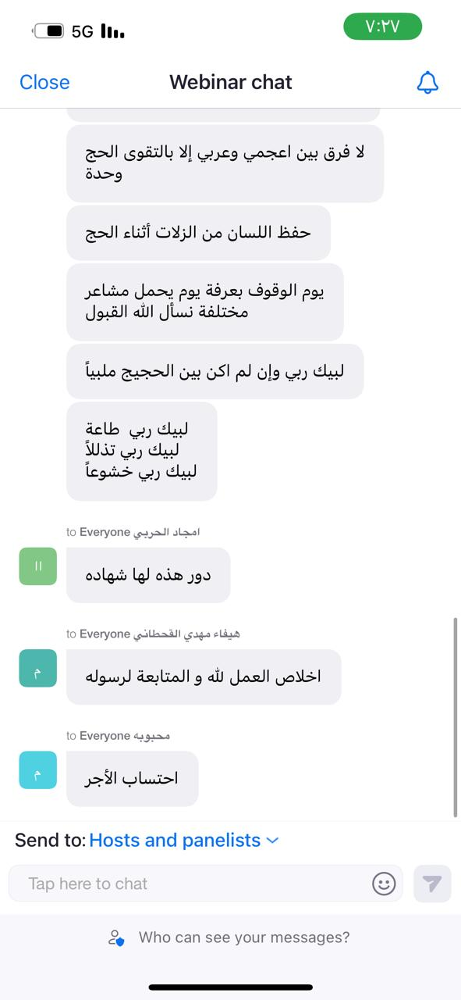 5G
٧:٢٧
Close
Webinar chat
لا فرق بين اعجمي وعربي إلا بالتقوى الحج
وحدة
حفظ اللسان من الزلات أثناء الحج
يوم الوقوف بعرفة يوم يحمل مشاعر
مختلفة نسأل الله القبول
لبيك ربي وإن لم اكن بين الحجيج ملبياً
لبيك ربي  طاعة
لبيك ربي تذللاً
لبيك ربي خشوعاً
امجاد الحربي to Everyone
اا
دور هذه لها شهاده
هيفاء مهدي القحطاني to Everyone
م
اخلاص العمل لله و المتابعة لرسوله
محبوبه to Everyone
م
احتساب الأجر
Send to: Hosts and panelists
Tap here to chat
Who can see your messages?